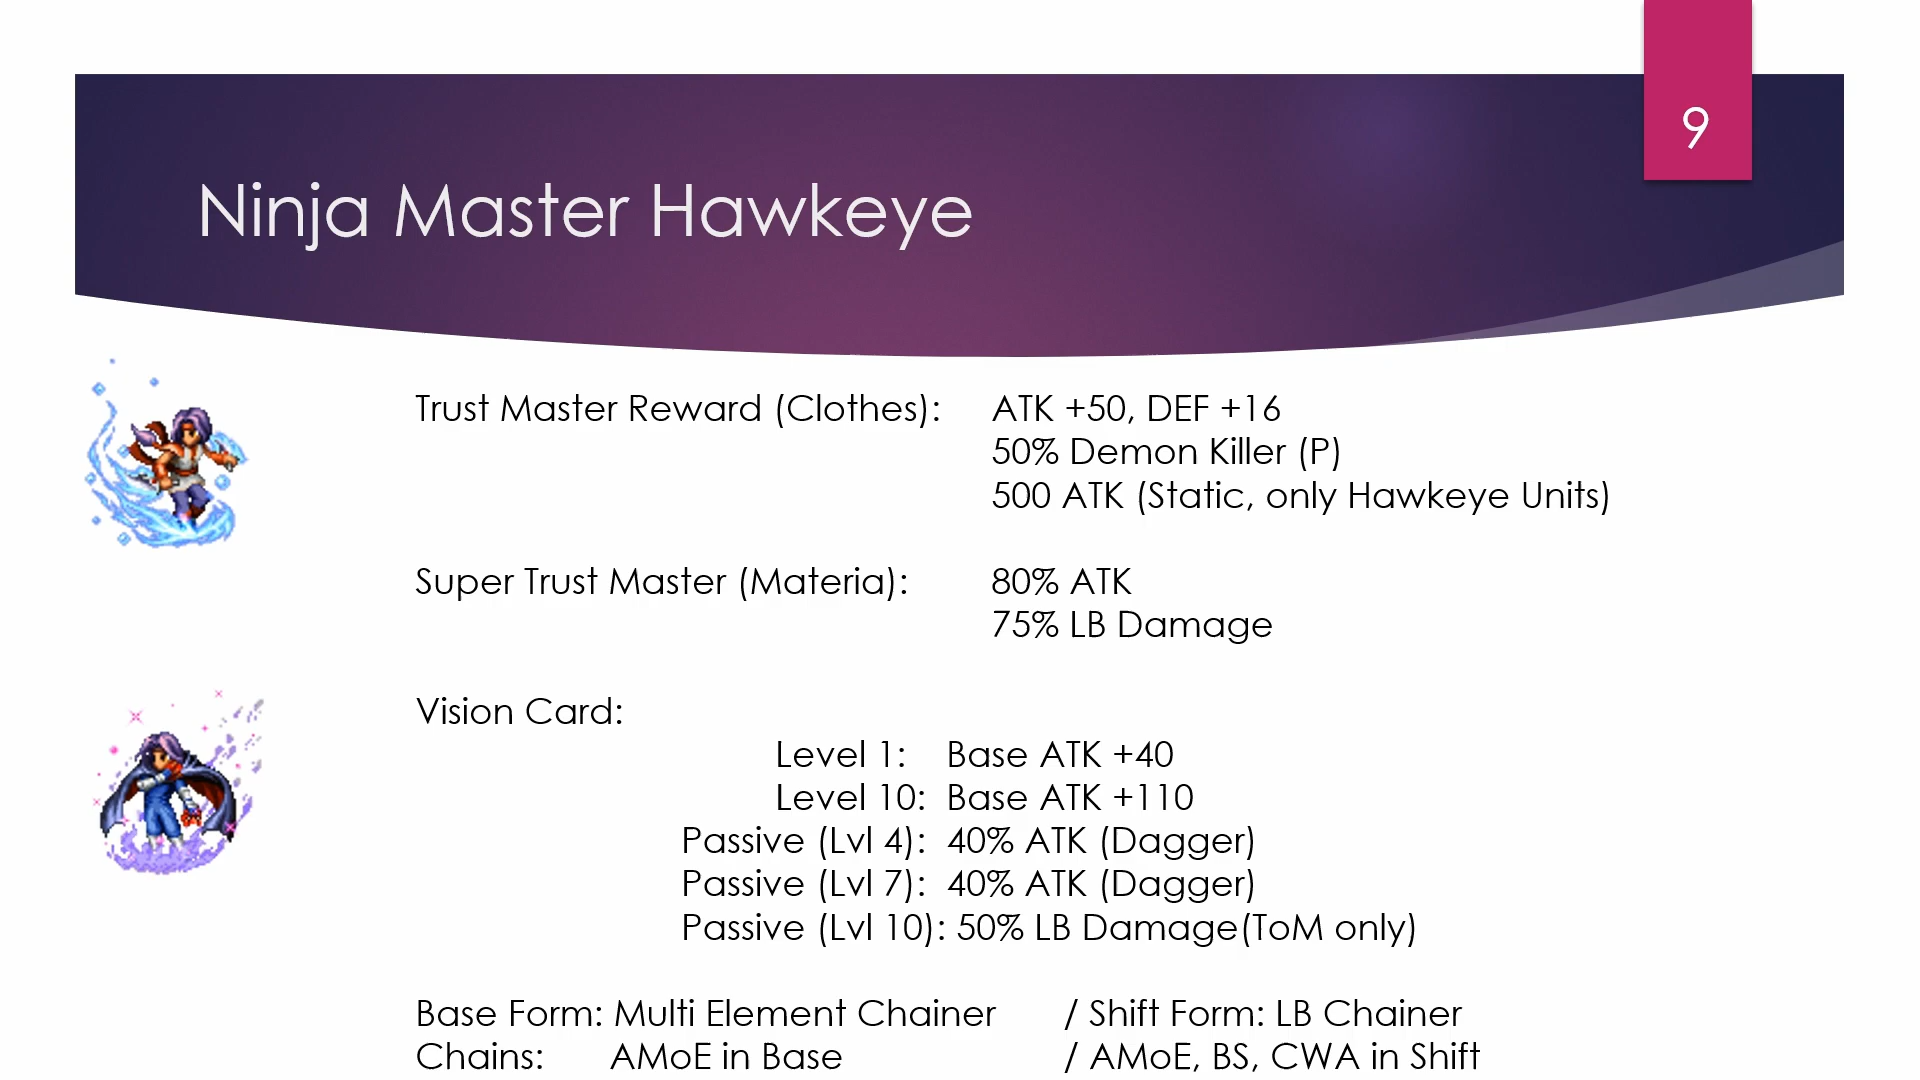 9
Ninja Master Hawkeye
Trust Master Reward (Clothes): ATK +50, DEF +16
50% Demon Killer (P)
500 ATK (Static, only Hawkeye Units)
Super Trust Master (Materia): 80% ATK
75% LB Damage
Vision Card:
Level 1: Base ATK +40
Level 10: Base ATK +110
Passive (Lvl 4): 40% ATK (Dagger)
Passive (Lvl 7): 40% ATK (Dagger)
Passive (Lvl 10): 50% LB Damage(ToM only)
Base Form: Multi Element Chainer / Shift Form: LB Chainer
Chains: AMoE in Base / AMoE, BS, CWA in Shift